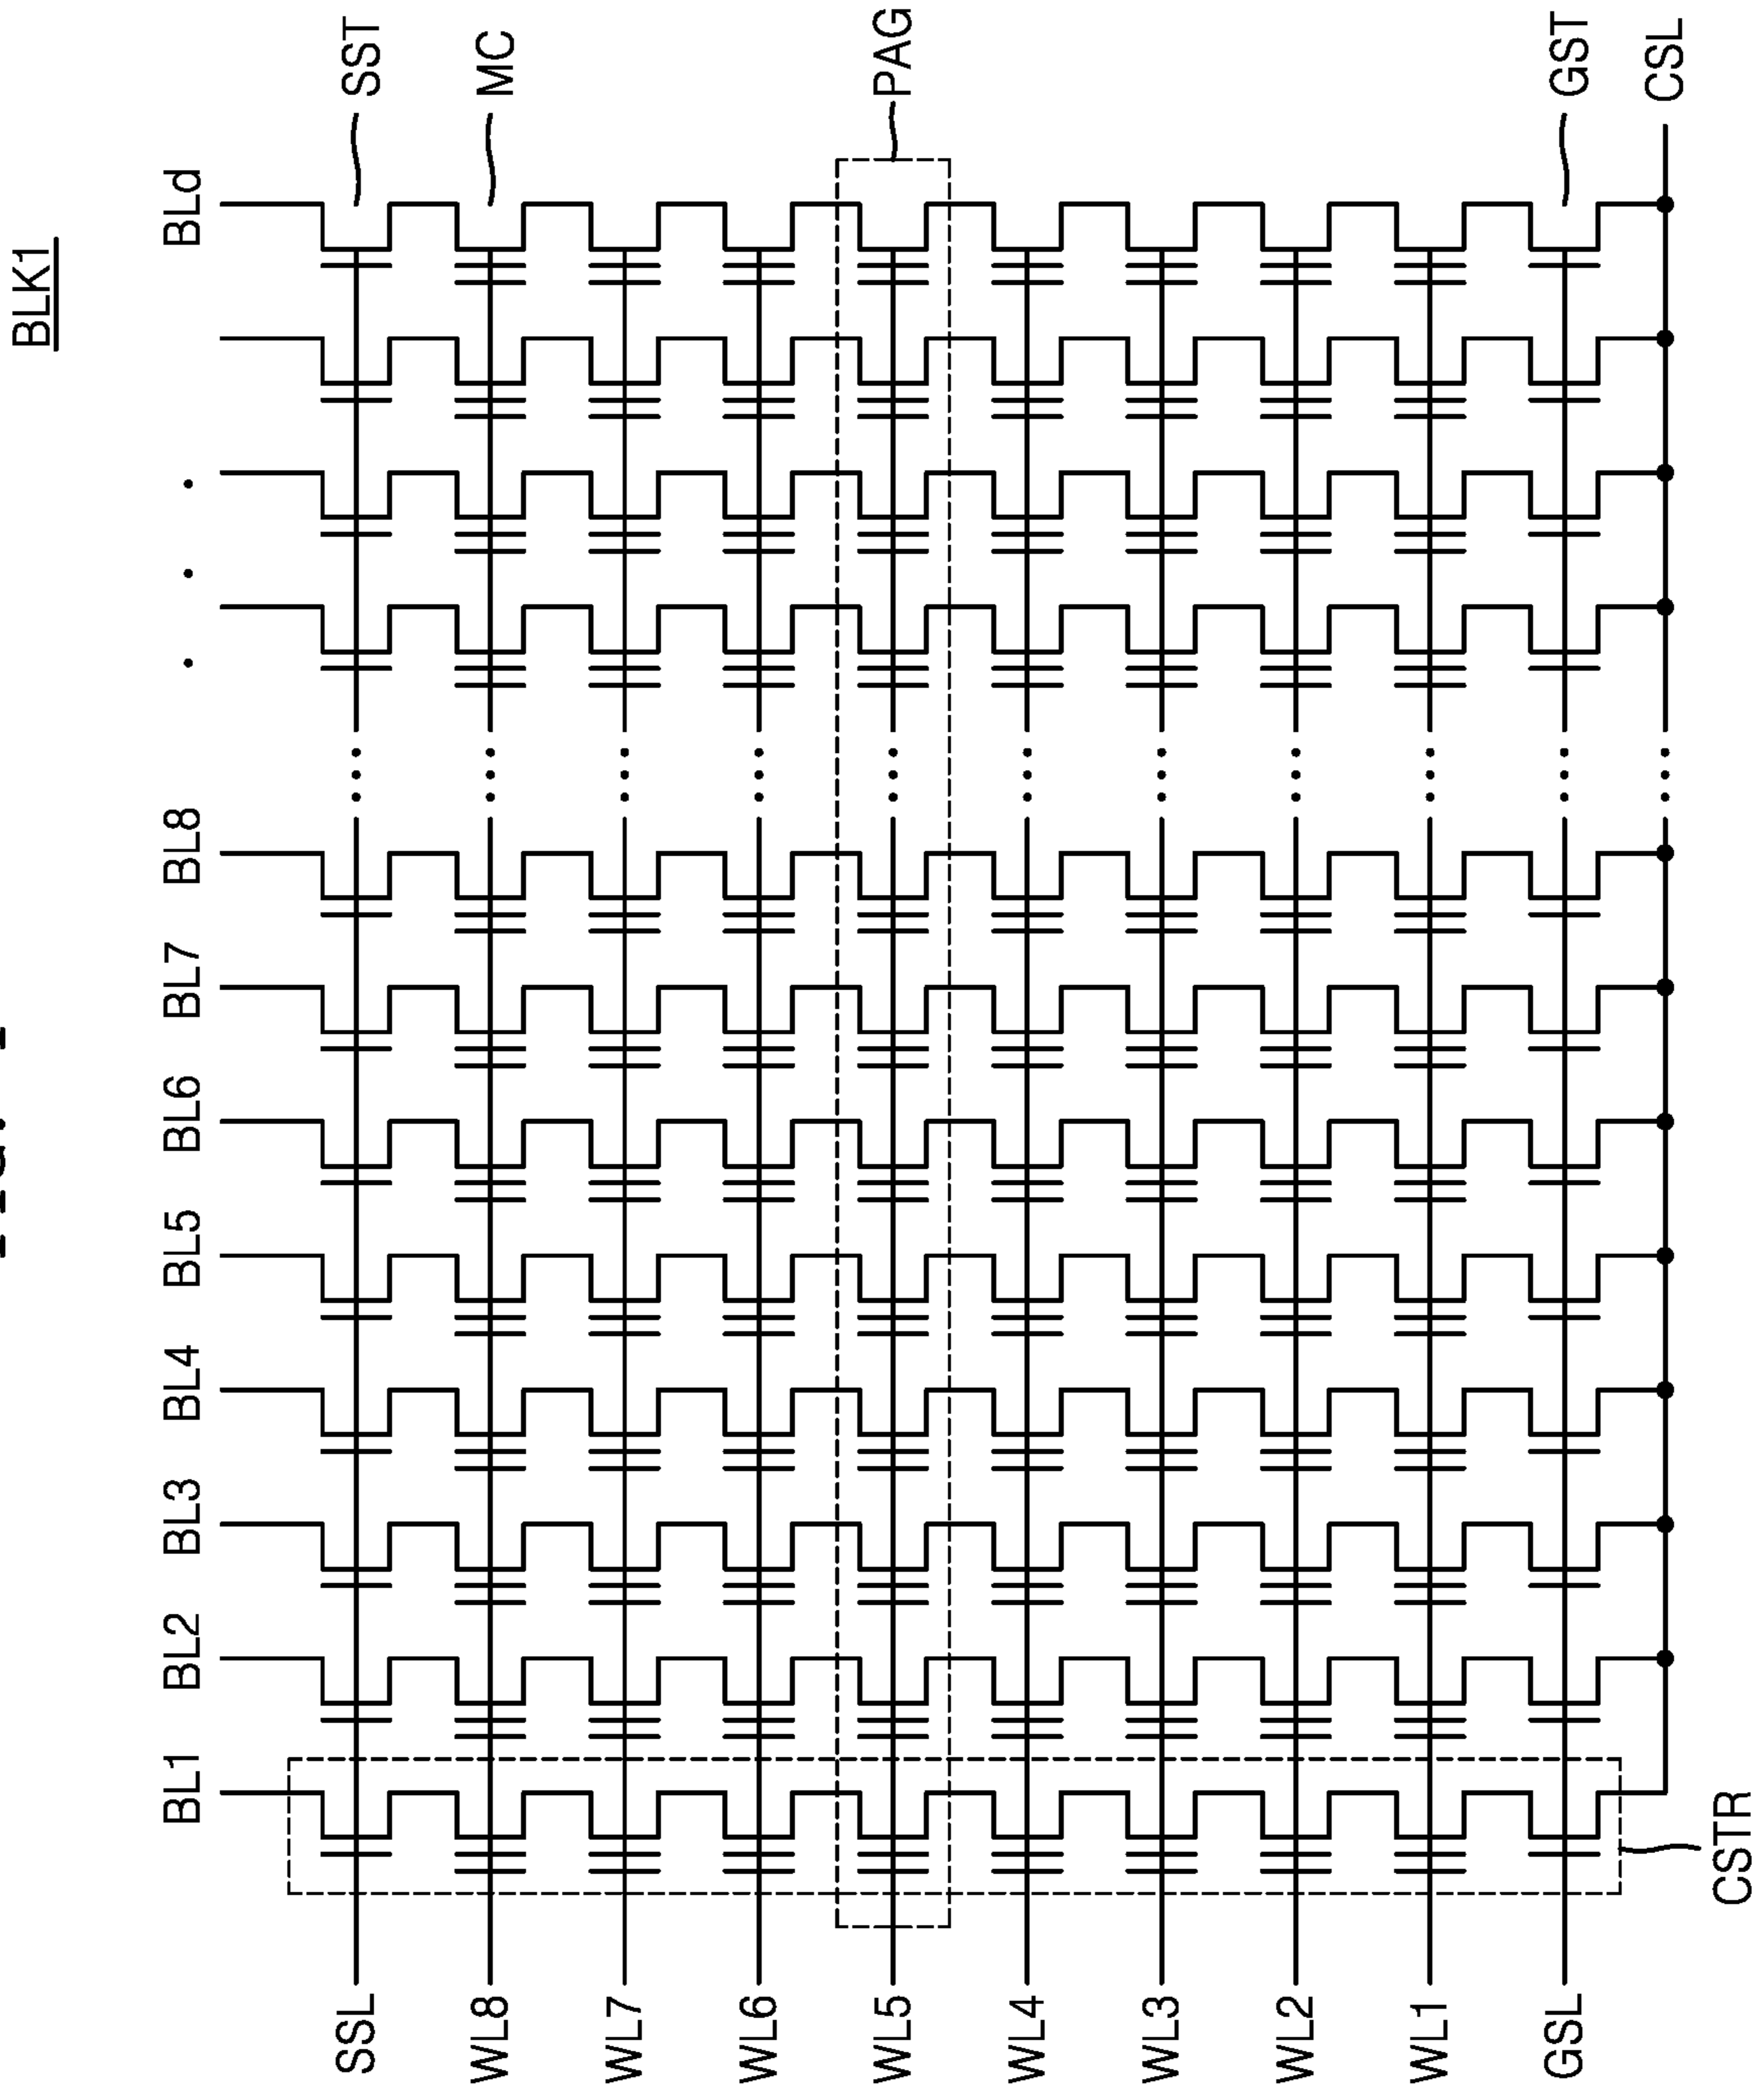 BLK1
BL1 BL2 BL3 BL4 BL5 BL6 BL7 BL8 . . . BLd
SSL
SST
WL8
MC
WL7
WL6
WL5
PAG
WL4
WL3
WL2
WL1
GSL
GST
CSL
CSTR